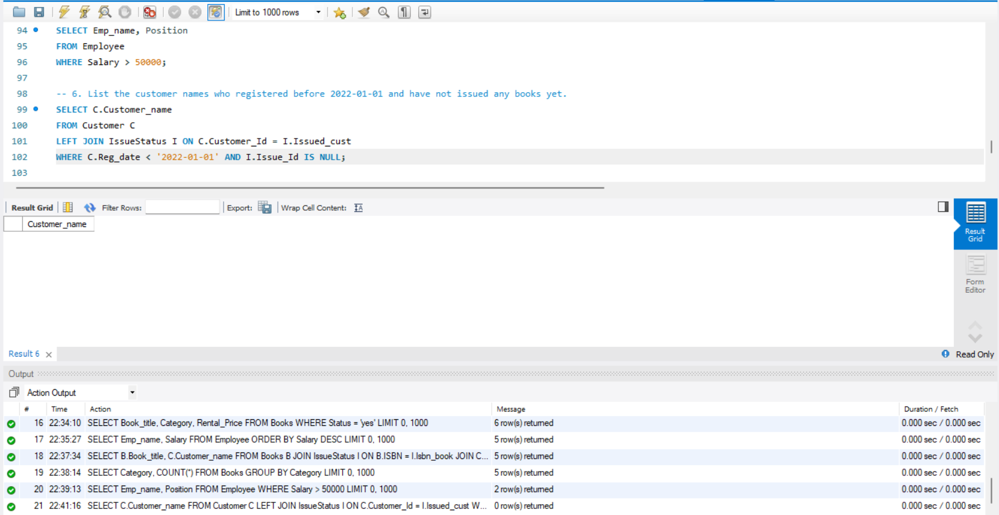 Limit to 1000 rows
94 SELECT Emp_name, Position
95 FROM Employee
96 WHERE Salary > 50000;
97
98 -- 6. List the customer names who registered before 2022-01-01 and have not issued any books yet.
99 SELECT C.Customer_name
100 FROM Customer C
101 LEFT JOIN IssueStatus I ON C.Customer_Id = I.Issued_cust
102 WHERE C.Reg_date < '2022-01-01' AND I.Issue_Id IS NULL;
103
Result Grid Filter Rows: Export: Wrap Cell Content: IA
Customer_name
Result Grid
Form Editor
Result 6 Read Only
Output
Action Output
# Time Action Message Duration / Fetch
16 22:34:10 SELECT Book_title, Category, Rental_Price FROM Books WHERE Status = 'yes' LIMIT 0, 1000 6 row(s) returned 0.000 sec / 0.000 sec
17 22:35:27 SELECT Emp_name, Salary FROM Employee ORDER BY Salary DESC LIMIT 0, 1000 5 row(s) returned 0.000 sec / 0.000 sec
18 22:37:34 SELECT B.Book_title, C.Customer_name FROM Books B JOIN IssueStatus I ON B.ISBN = I.Isbn_book JOIN C... 5 row(s) returned 0.000 sec / 0.000 sec
19 22:38:14 SELECT Category, COUNT(*) FROM Books GROUP BY Category LIMIT 0, 1000 5 row(s) returned 0.000 sec / 0.000 sec
20 22:39:13 SELECT Emp_name, Position FROM Employee WHERE Salary > 50000 LIMIT 0, 1000 2 row(s) returned 0.000 sec / 0.000 sec
21 22:41:16 SELECT C.Customer_name FROM Customer C LEFT JOIN IssueStatus I ON C.Customer_Id = I.Issued_cust W... 0 row(s) returned 0.000 sec / 0.000 sec